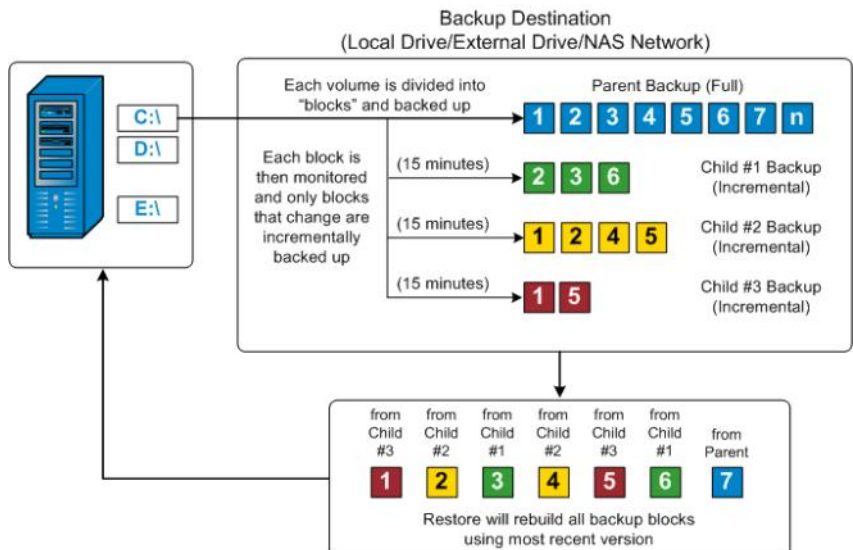 Backup Destination
(Local Drive/External Drive/NAS Network)
C:\
D:\
E:\
Each volume is divided into
"blocks" and backed up
Parent Backup (Full)
1 2 3 4 5 6 7 n
Each block is
then monitored
and only blocks
that change are
incrementally
backed up
(15 minutes)
2 3 6
Child #1 Backup
(Incremental)
(15 minutes)
1 2 4 5
Child #2 Backup
(Incremental)
(15 minutes)
1 5
Child #3 Backup
(Incremental)
from
Child
#3
from
Child
#2
from
Child
#1
from
Child
#2
from
Child
#3
from
Child
#1
from
Parent
1 2 3 4 5 6 7
Restore will rebuild all backup blocks
using most recent version